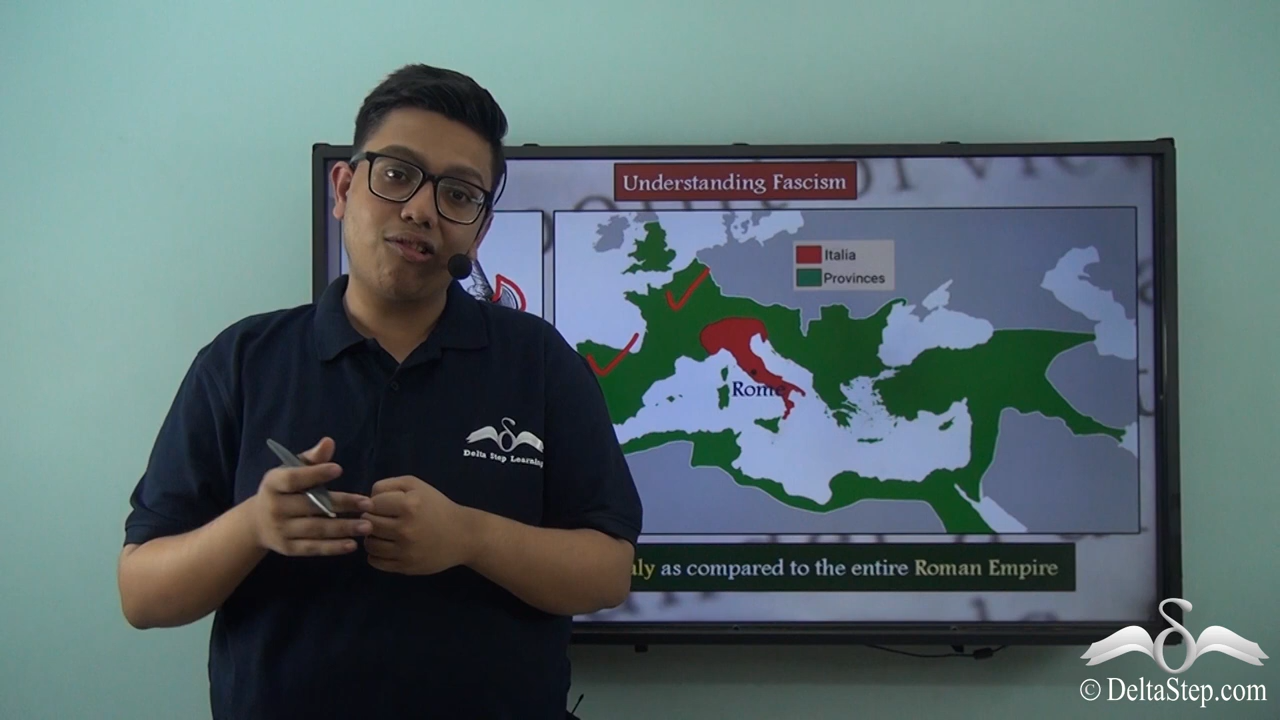 Understanding Fascism
Italia
Provinces
Rome
Delta Step Learning
as compared to the entire Roman Empire
© DeltaStep.com